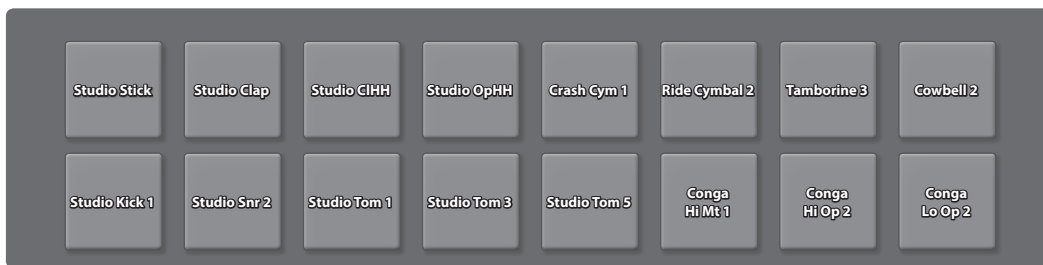 Studio Stick
Studio Clap
Studio ClHH
Studio OpHH
Crash Cym 1
Ride Cymbal 2
Tamborine 3
Cowbell 2
Studio Kick 1
Studio Snr 2
Studio Tom 1
Studio Tom 3
Studio Tom 5
Conga
Hi Mt 1
Conga
Hi Op 2
Conga
Lo Op 2